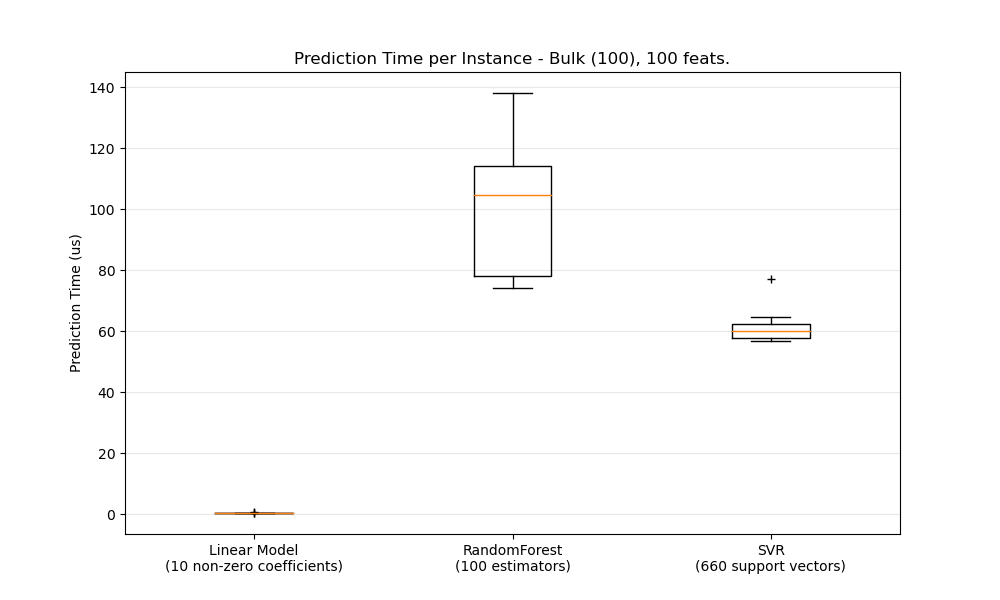 Prediction Time per Instance - Bulk (100), 100 feats.
Prediction Time (us)
140
120
100
80
60
40
20
0
Linear Model
(10 non-zero coefficients)
RandomForest
(100 estimators)
SVR
(660 support vectors)